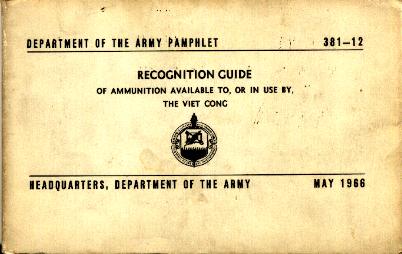 DEPARTMENT OF THE ARMY PAMPHLET 381-12
RECOGNITION GUIDE
OF AMMUNITION AVAILABLE TO, OR IN USE BY,
THE VIET CONG
HEADQUARTERS, DEPARTMENT OF THE ARMY MAY 1966